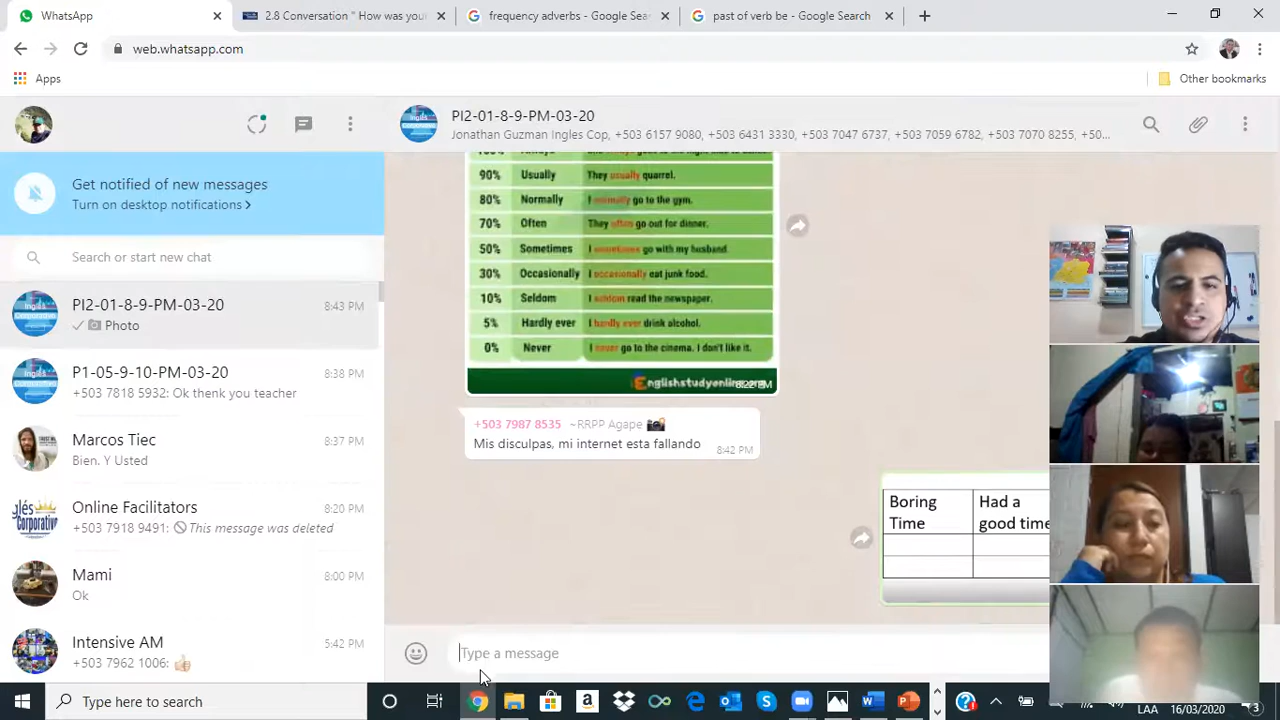 WhatsApp
2.8 Conversation " How was your
frequency adverbs - Google Sea
past of verb be - Google Search
web.whatsapp.com
Apps
Other bookmarks
PI2-01-8-9-PM-03-20
Jonathan Guzman Ingles Cop, +503 6157 9080, +503 6431 3330, +503 7047 6737, +503 7059 6782, +503 7070 8255, +50...
Get notified of new messages
Turn on desktop notifications >
Search or start new chat
PI2-01-8-9-PM-03-20
8:43 PM
Photo
P1-05-9-10-PM-03-20
8:38 PM
+503 7818 5932: Ok thenk you teacher
Marcos Tiec
8:37 PM
Bien. Y Usted
Online Facilitators
8:20 PM
+503 7918 9491: This message was deleted
Mami
8:00 PM
Ok
Intensive AM
5:42 PM
+503 7962 1006:
90% Usually They usually quarrel.
80% Normally I normally go to the gym.
70% Often They often go out for dinner.
50% Sometimes I sometimes go with my husband.
30% Occasionally I occasionally eat junk food.
10% Seldom I seldom read the newspaper.
5% Hardly ever I hardly ever drink alcohol.
0% Never I never go to the cinema. I don't like it.
8:22 PM
+503 7987 8535 ~RRPP Agape
Mis disculpas, mi internet esta fallando
8:42 PM
Boring Time
Had a good time
Type a message
Type here to search
LAA
16/03/2020